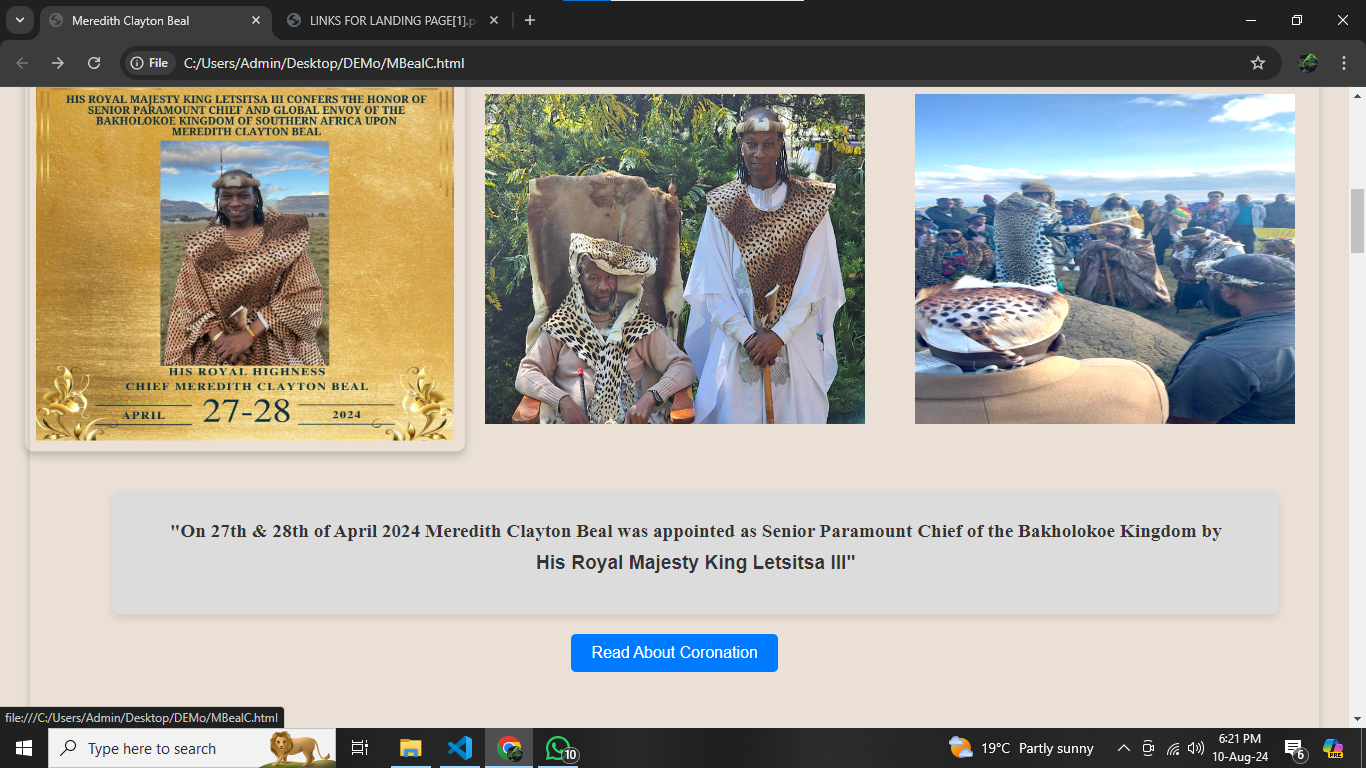 Meredith Clayton Beal
LINKS FOR LANDING PAGE[1].p
File
C:/Users/Admin/Desktop/DEMo/MBealC.html
HIS ROYAL MAJESTY KING LETSITSA III CONFERS THE HONOR OF
SENIOR PARAMOUNT CHIEF AND GLOBAL ENVOY OF THE
BAKHOLOKOE KINGDOM OF SOUTHERN AFRICA UPON
MEREDITH CLAYTON BEAL
HIS ROYAL HIGHNESS
CHIEF MEREDITH CLAYTON BEAL
APRIL 27-28 2024
"On 27th & 28th of April 2024 Meredith Clayton Beal was appointed as Senior Paramount Chief of the Bakholokoe Kingdom by
His Royal Majesty King Letsitsa III"
Read About Coronation
file:///C:/Users/Admin/Desktop/DEMo/MBealC.html
Type here to search
10
19°C Partly sunny
6:21 PM
10-Aug-24
6
PRE